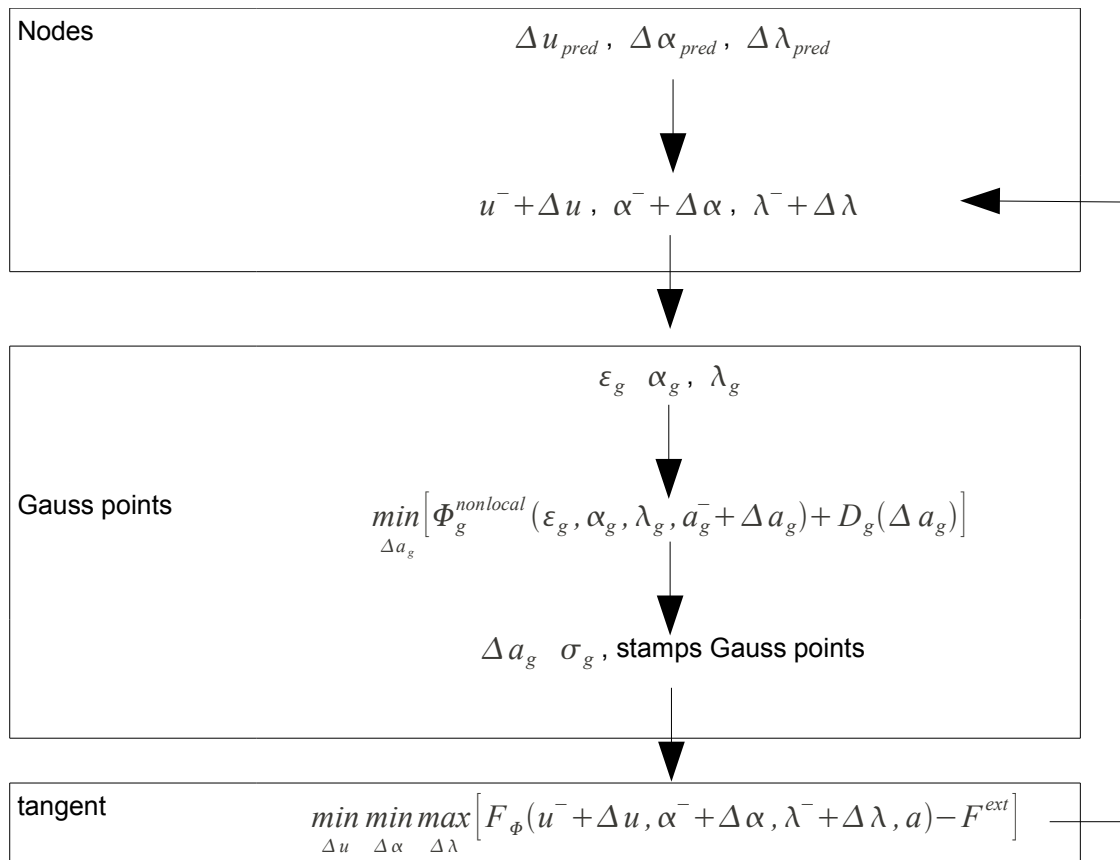 Nodes
Δu_pred , Δα_pred , Δλ_pred
u⁻+Δu , α⁻+Δα , λ⁻+Δλ
ε_g α_g , λ_g
Gauss points
min_{Δa_g}[Φ_g^{nonlocal}(ε_g, α_g, λ_g, a_g⁻+Δa_g)+D_g(Δa_g)]
Δa_g σ_g , stamps Gauss points
tangent
min_{Δu} min_{Δα} max_{Δλ}[F_Φ(u⁻+Δu, α⁻+Δα, λ⁻+Δλ, a)−F^{ext}]